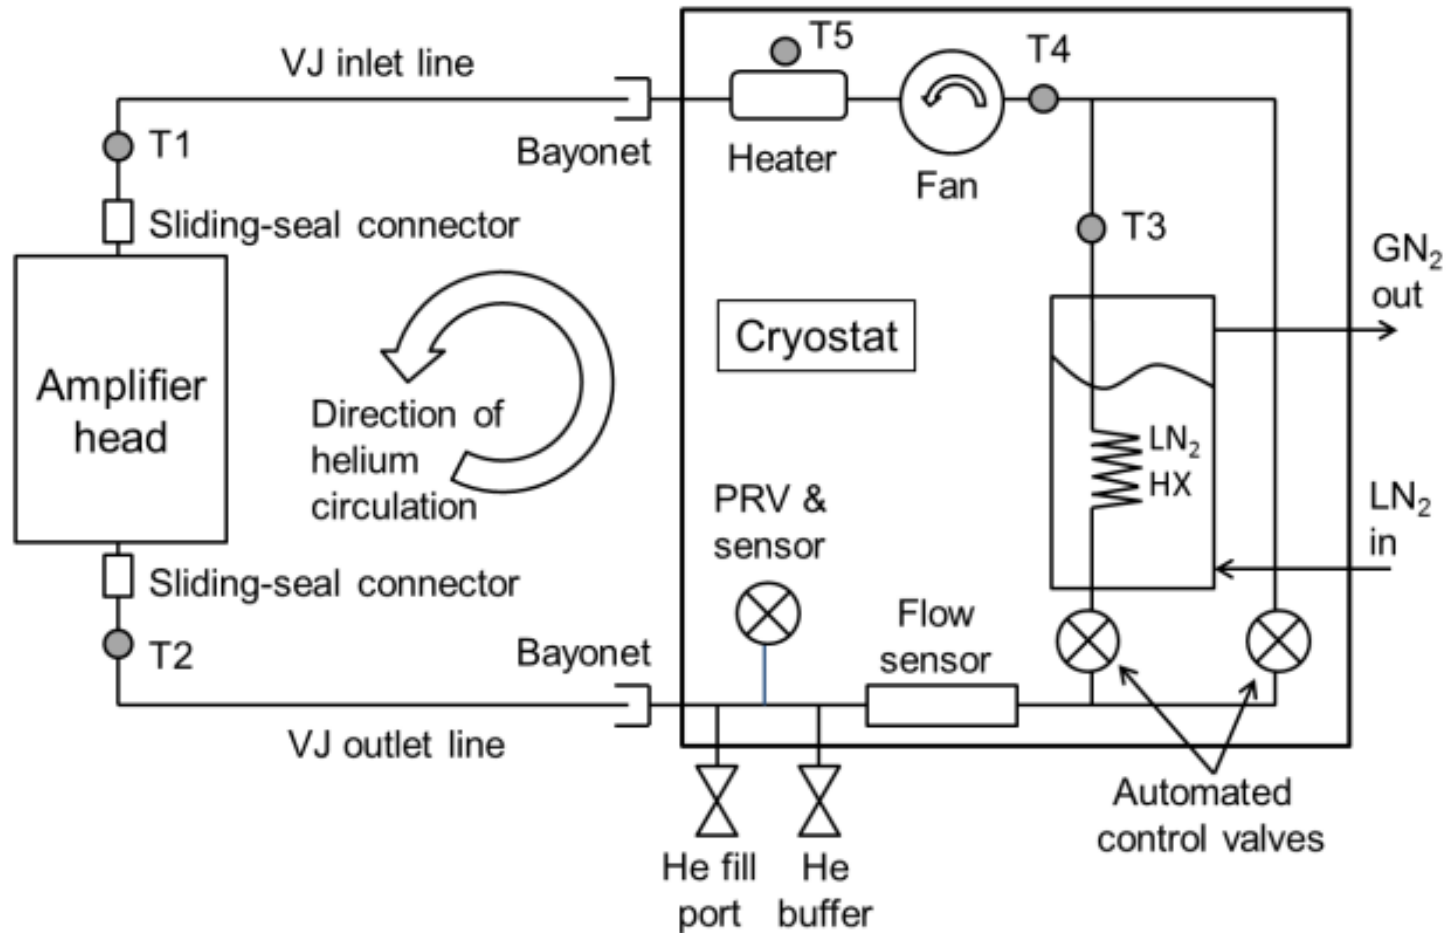 T5
T4
VJ inlet line
T1
Bayonet
Heater
Fan
Sliding-seal connector
T3
GN₂
out
Cryostat
Amplifier
head
Direction of
helium
circulation
LN₂
HX
PRV &
sensor
LN₂
in
Sliding-seal connector
Flow
sensor
T2
Bayonet
VJ outlet line
Automated
control valves
He fill
port
He
buffer